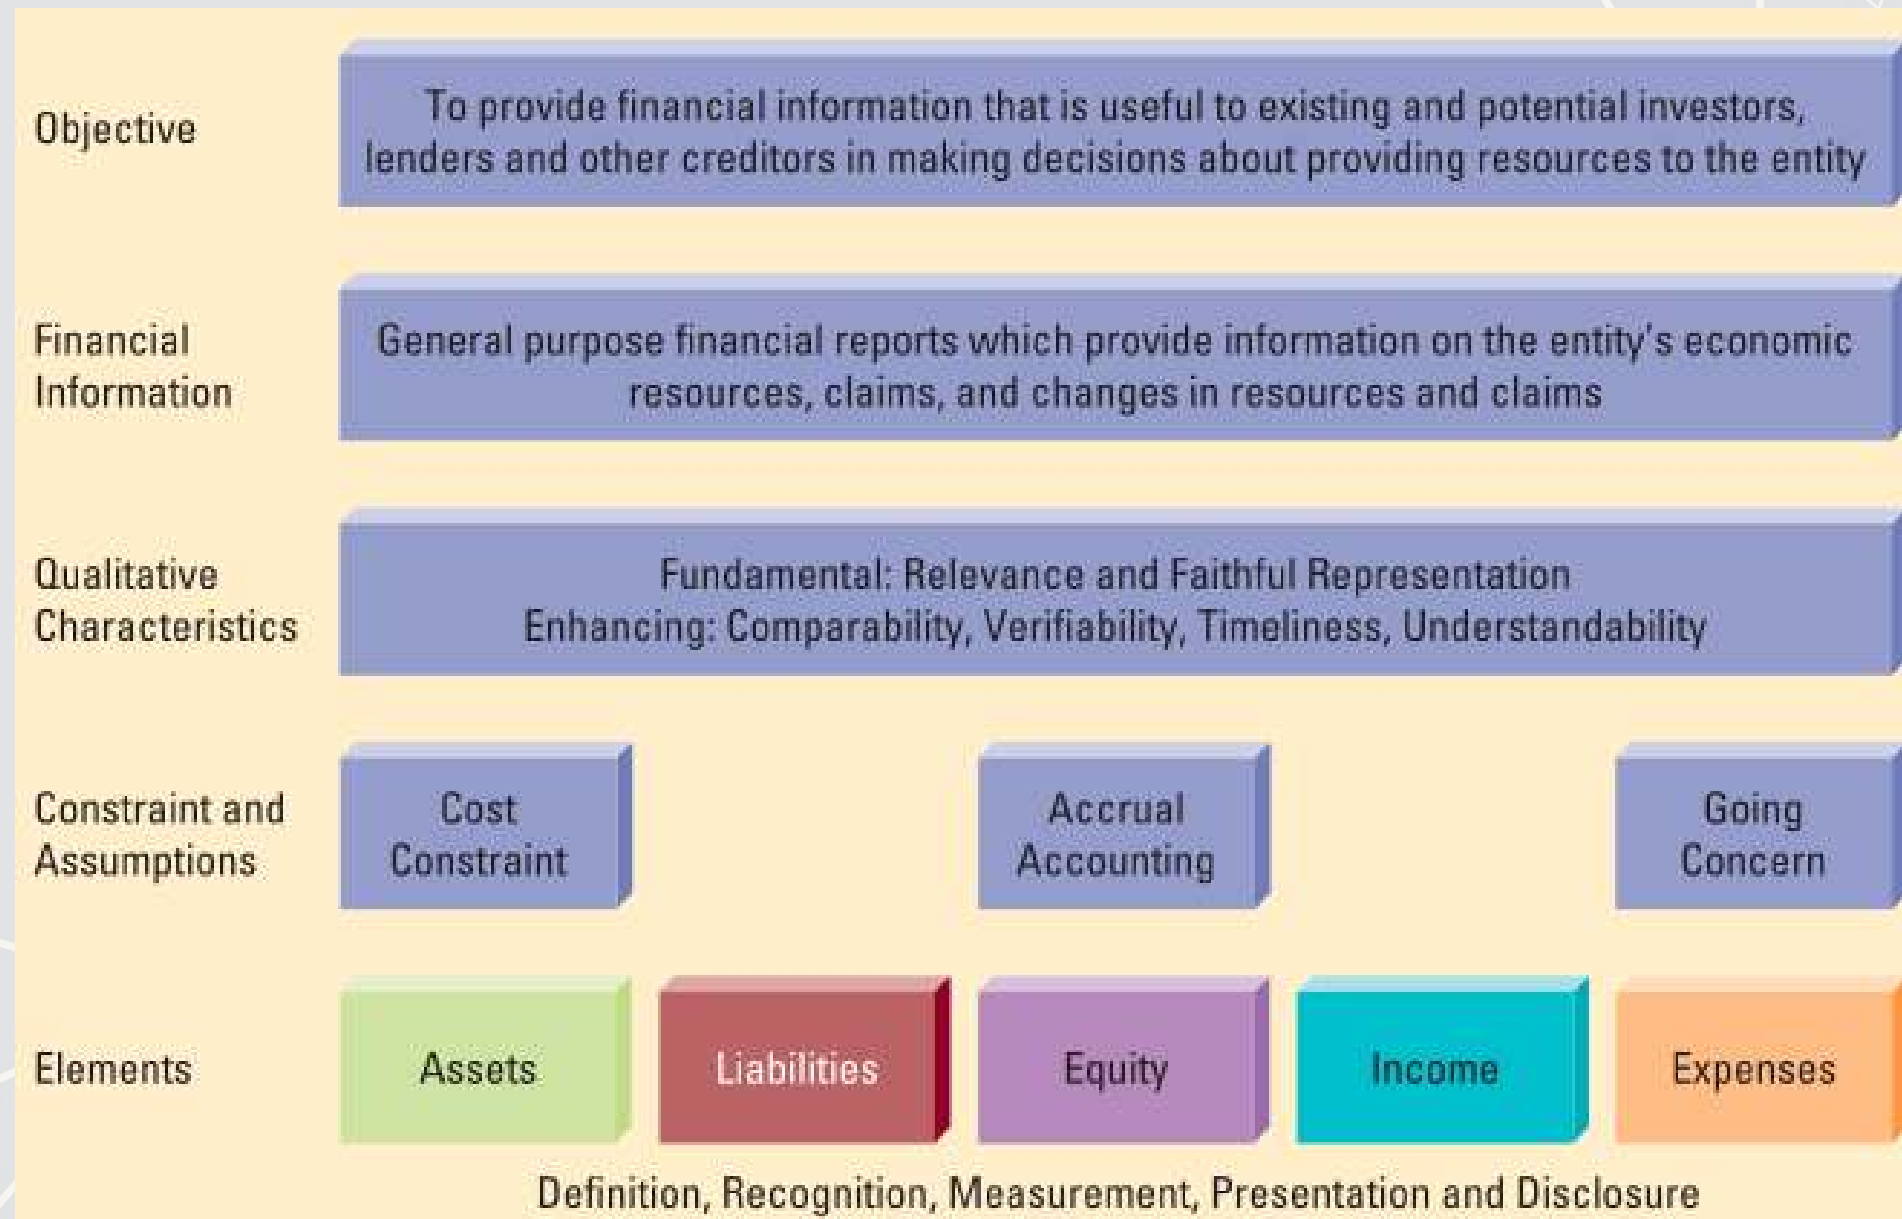 Objective
To provide financial information that is useful to existing and potential investors,
lenders and other creditors in making decisions about providing resources to the entity
Financial
Information
General purpose financial reports which provide information on the entity's economic
resources, claims, and changes in resources and claims
Qualitative
Characteristics
Fundamental: Relevance and Faithful Representation
Enhancing: Comparability, Verifiability, Timeliness, Understandability
Constraint and
Assumptions
Cost
Constraint
Accrual
Accounting
Going
Concern
Elements
Assets
Liabilities
Equity
Income
Expenses
Definition, Recognition, Measurement, Presentation and Disclosure